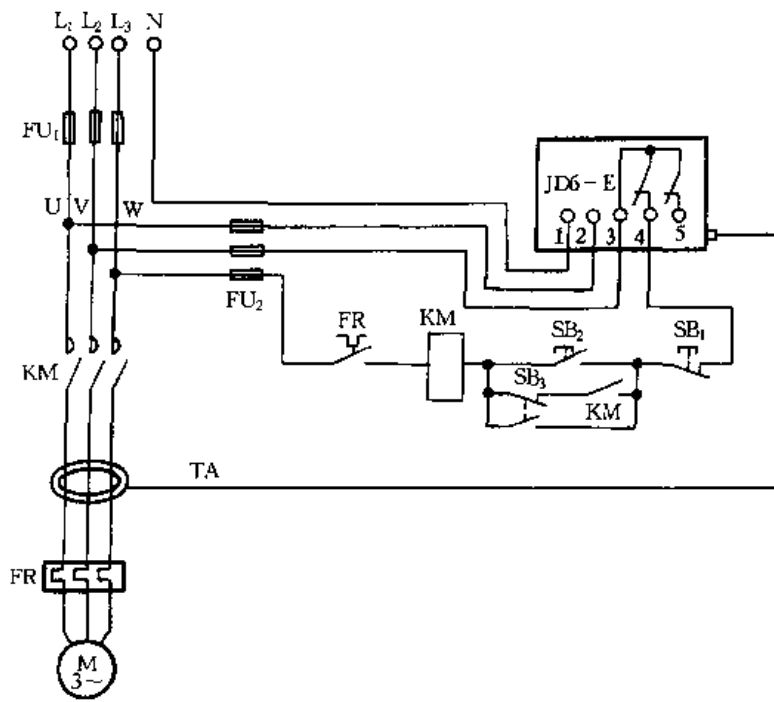 L₁ L₂ L₃ N
FU₁
JD6-E
U V W
1 2 3 4 5
FU₂
FR KM SB₂ SB₁
KM
SB₃
KM
TA
FR
M
3~